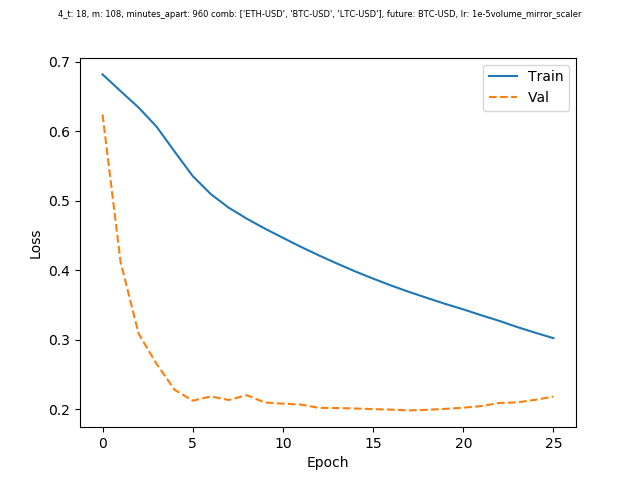 4_t: 18, m: 108, minutes_apart: 960 comb: ['ETH-USD', 'BTC-USD', 'LTC-USD'], future: BTC-USD, lr: 1e-5volume_mirror_scaler
Train
Val
0.7
0.6
0.5
0.4
0.3
0.2
Loss
0 5 10 15 20 25
Epoch